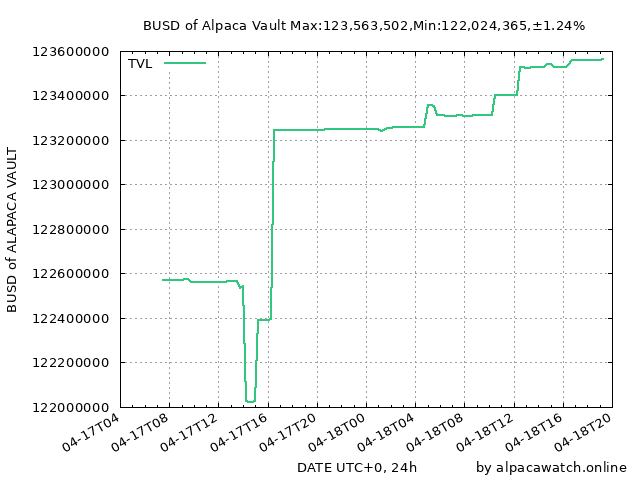 BUSD of Alpaca Vault Max:123,563,502,Min:122,024,365,±1.24%
TVL
123600000
123400000
123200000
123000000
122800000
122600000
122400000
122200000
122000000
BUSD of ALAPACA VAULT
04-17T04
04-17T08
04-17T12
04-17T16
04-17T20
04-18T00
04-18T04
04-18T08
04-18T12
04-18T16
04-18T20
DATE UTC+0, 24h
by alpacawatch.online